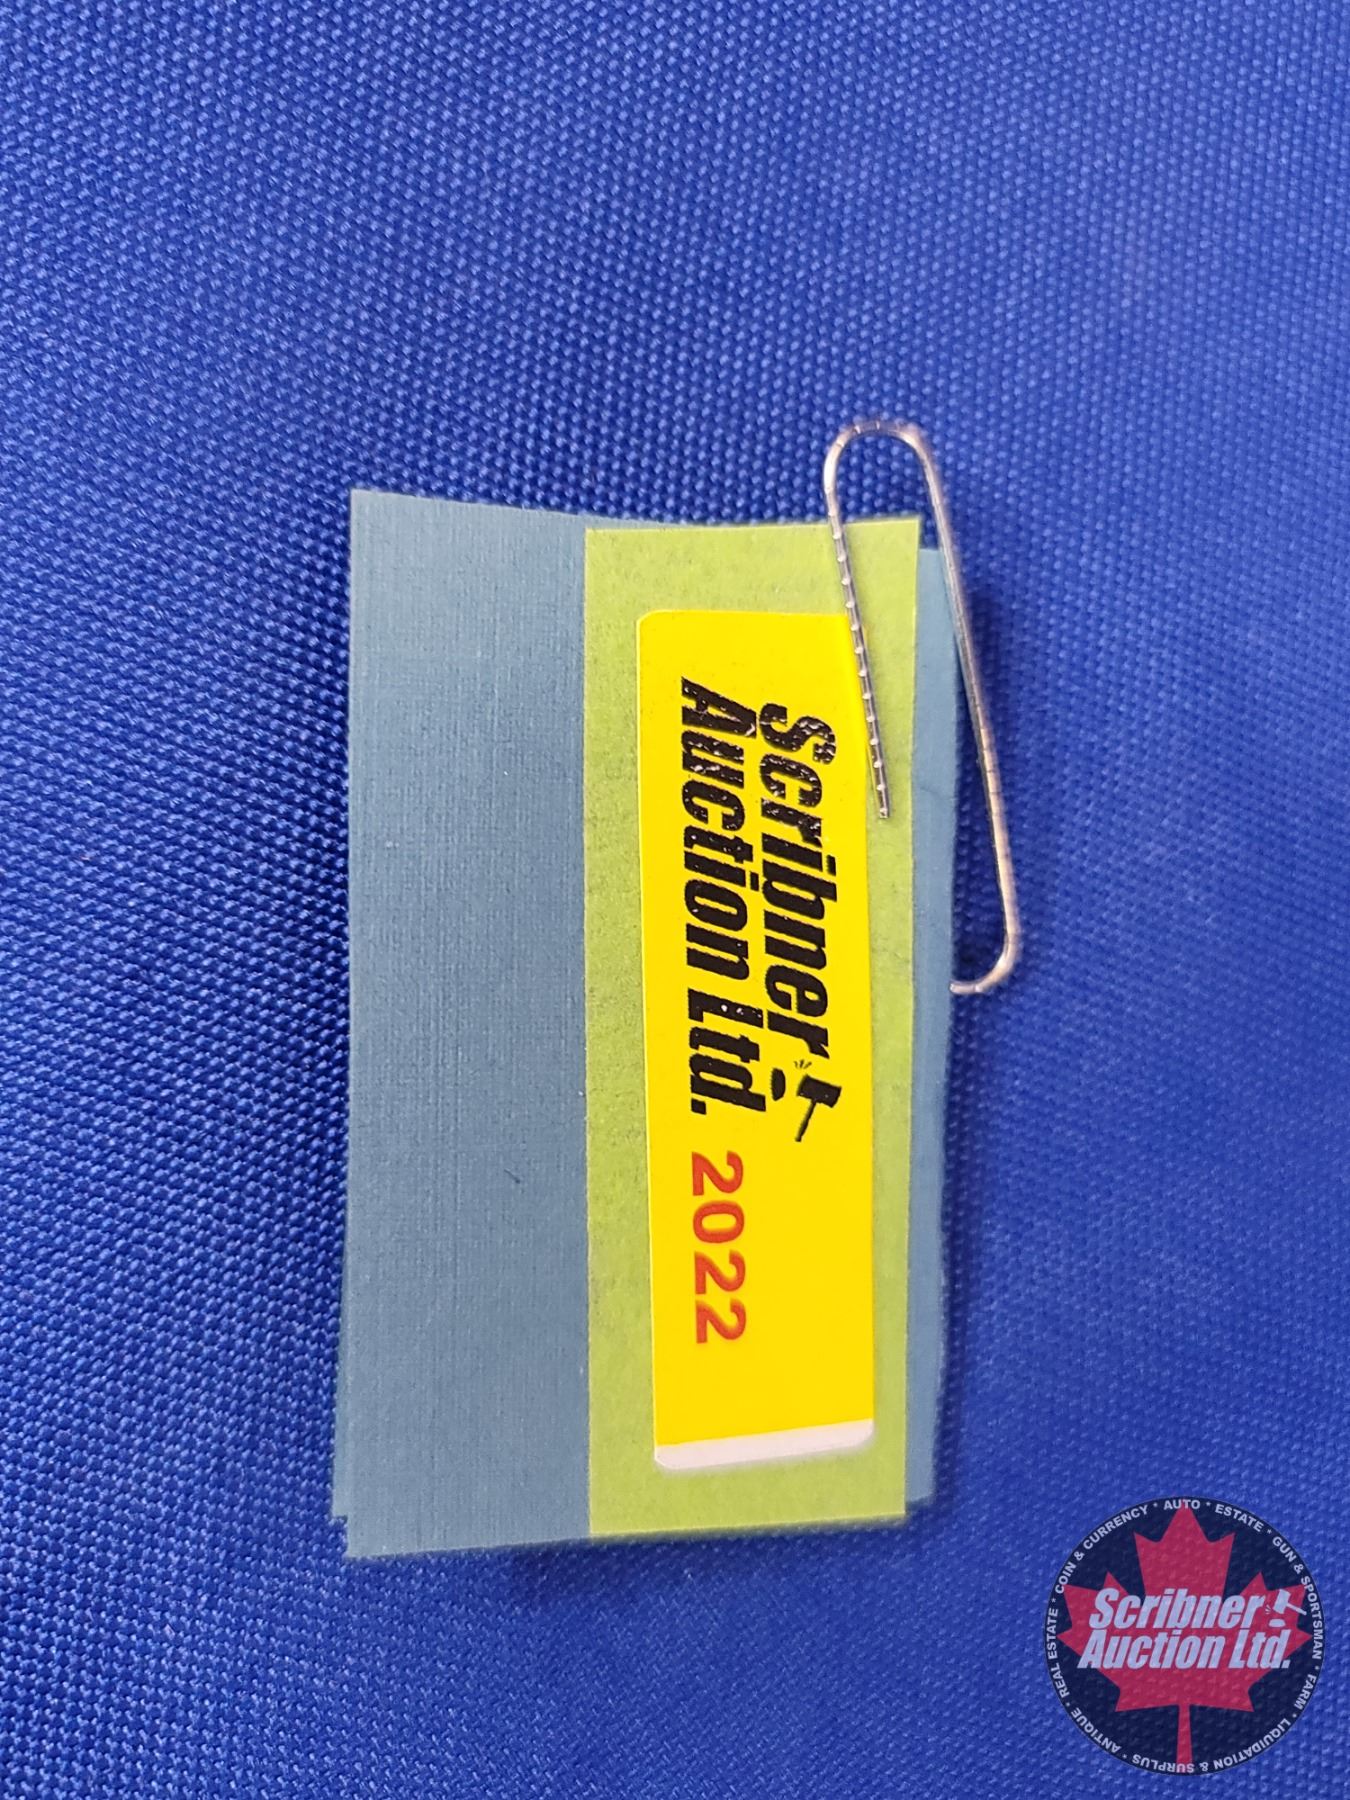 Scribner
Auction Ltd.
2022
REAL ESTATE * COIN & CURRENCY * AUTO * ESTATE * GUN & SPORTSMAN * FARM * LIQUIDATION & SURPLUS * ANTIQUE *
Scribner
Auction Ltd.